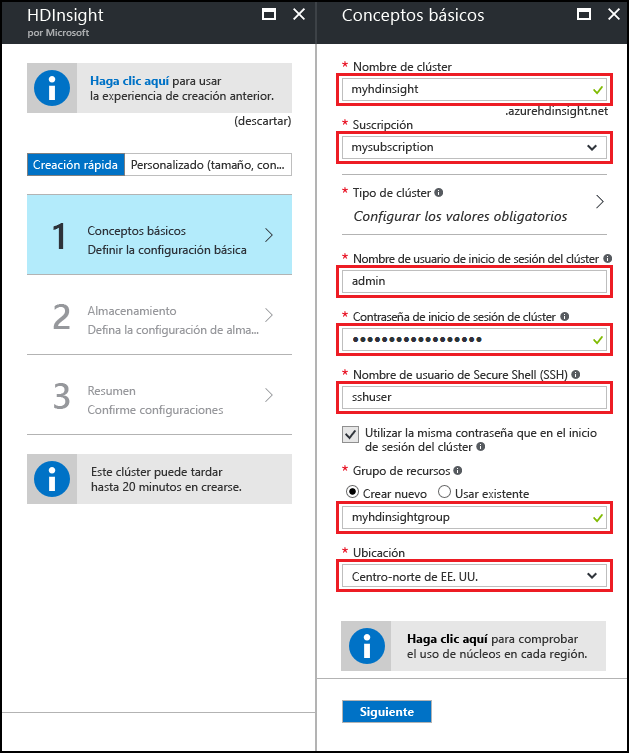 HDInsight
por Microsoft
Haga clic aquí para usar
la experiencia de creación anterior.
(descartar)
Creación rápida
Personalizado (tamaño, con...
1
Conceptos básicos
Definir la configuración básica
2
Almacenamiento
Defina la configuración de alma...
3
Resumen
Confirme configuraciones
Este clúster puede tardar
hasta 20 minutos en crearse.
Conceptos básicos
* Nombre de clúster
myhdinsight
.azurehdinsight.net
* Suscripción
mysubscription
* Tipo de clúster
Configurar los valores obligatorios
* Nombre de usuario de inicio de sesión del clúster
admin
* Contraseña de inicio de sesión de clúster
••••••••••••••••••
* Nombre de usuario de Secure Shell (SSH)
sshuser
Utilizar la misma contraseña que en el inicio
de sesión del clúster
* Grupo de recursos
Crear nuevo
Usar existente
myhdinsightgroup
* Ubicación
Centro-norte de EE. UU.
Haga clic aquí para comprobar
el uso de núcleos en cada región.
Siguiente